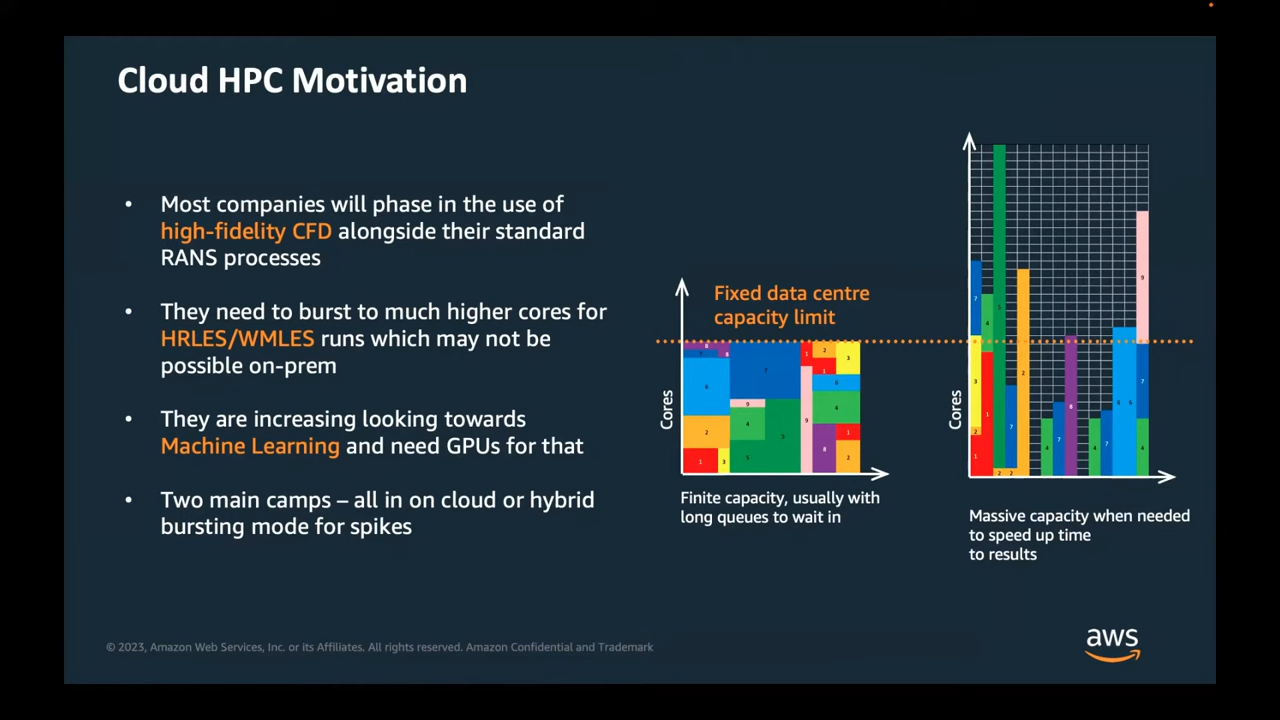 Cloud HPC Motivation
• Most companies will phase in the use of
high-fidelity CFD alongside their standard
RANS processes
• They need to burst to much higher cores for
HRLES/WMLES runs which may not be
possible on-prem
• They are increasing looking towards
Machine Learning and need GPUs for that
• Two main camps – all in on cloud or hybrid
bursting mode for spikes
Fixed data centre
capacity limit
Cores
Finite capacity, usually with
long queues to wait in
Cores
Massive capacity when needed
to speed up time
to results
© 2023, Amazon Web Services, Inc. or its Affiliates. All rights reserved. Amazon Confidential and Trademark
aws